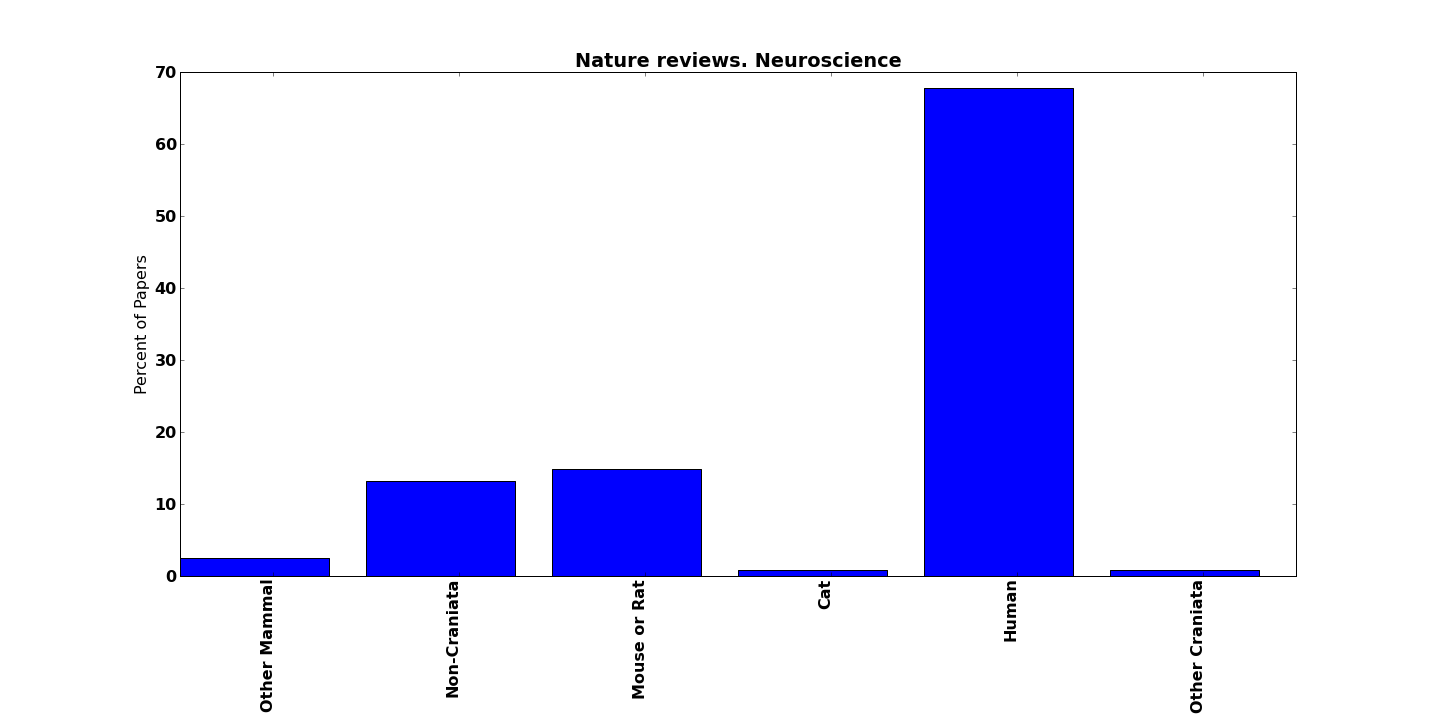 Nature reviews. Neuroscience
Percent of Papers
70
60
50
40
30
20
10
0
Other Mammal
Non-Craniata
Mouse or Rat
Cat
Human
Other Craniata